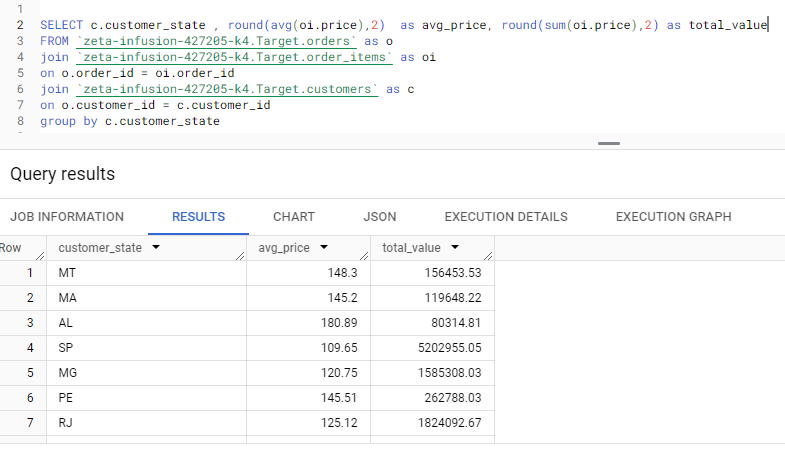 1
2 SELECT c.customer_state , round(avg(oi.price),2)  as avg_price, round(sum(oi.price),2) as total_value
3 FROM `zeta-infusion-427205-k4.Target.orders` as o
4 join `zeta-infusion-427205-k4.Target.order_items` as oi
5 on o.order_id = oi.order_id
6 join `zeta-infusion-427205-k4.Target.customers` as c
7 on o.customer_id = c.customer_id
8 group by c.customer_state
Query results
JOB INFORMATION RESULTS CHART JSON EXECUTION DETAILS EXECUTION GRAPH
Row customer_state avg_price total_value
1 MT 148.3 156453.53
2 MA 145.2 119648.22
3 AL 180.89 80314.81
4 SP 109.65 5202955.05
5 MG 120.75 1585308.03
6 PE 145.51 262788.03
7 RJ 125.12 1824092.67